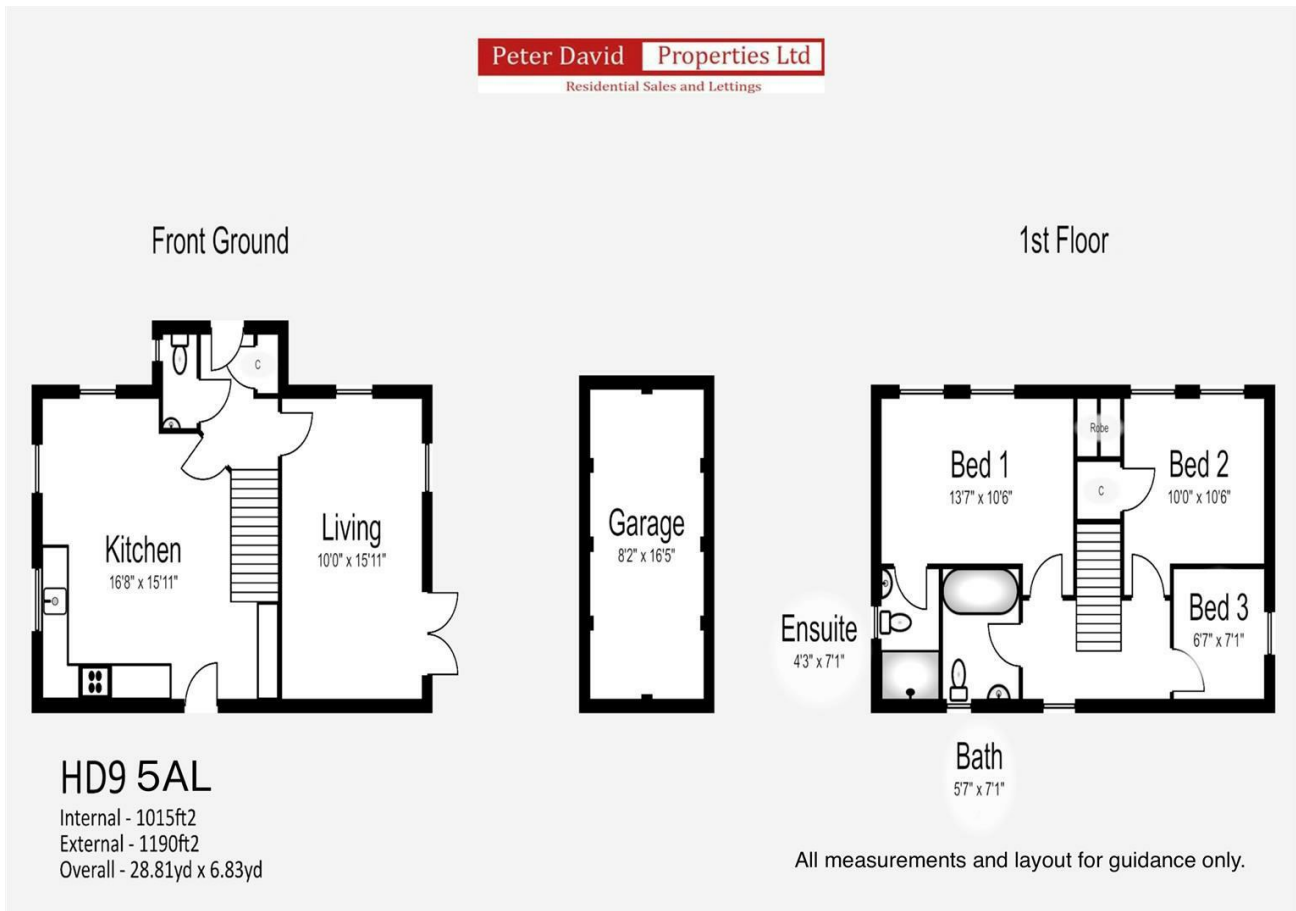 Peter David Properties Ltd
Residential Sales and Lettings
Front Ground
1st Floor
C
Kitchen
16'8" x 15'11"
Living
10'0" x 15'11"
Garage
8'2" x 16'5"
Bed 1
13'7" x 10'6"
Robe
C
Bed 2
10'0" x 10'6"
Bed 3
6'7" x 7'1"
Ensuite
4'3" x 7'1"
Bath
5'7" x 7'1"
HD9 5AL
Internal - 1015ft2
External - 1190ft2
Overall - 28.81yd x 6.83yd
All measurements and layout for guidance only.